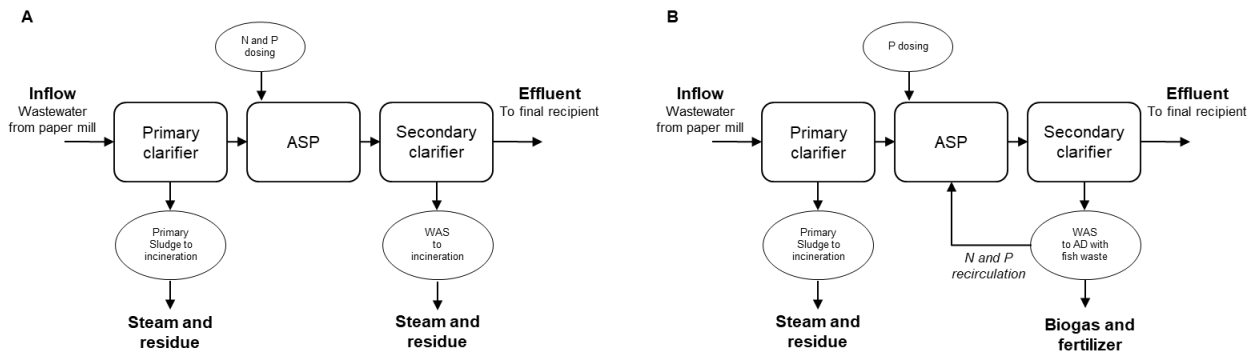 A
N and P
dosing
Inflow
Wastewater
from paper mill
Primary
clarifier
ASP
Secondary
clarifier
Effluent
To final recipient
Primary
Sludge to
incineration
WAS
to
incineration
Steam and
residue
Steam and
residue
B
P dosing
Inflow
Wastewater
from paper mill
Primary
clarifier
ASP
Secondary
clarifier
Effluent
To final recipient
Primary
Sludge to
incineration
N and P
recirculation
WAS
to AD with
fish waste
Steam and
residue
Biogas and
fertilizer